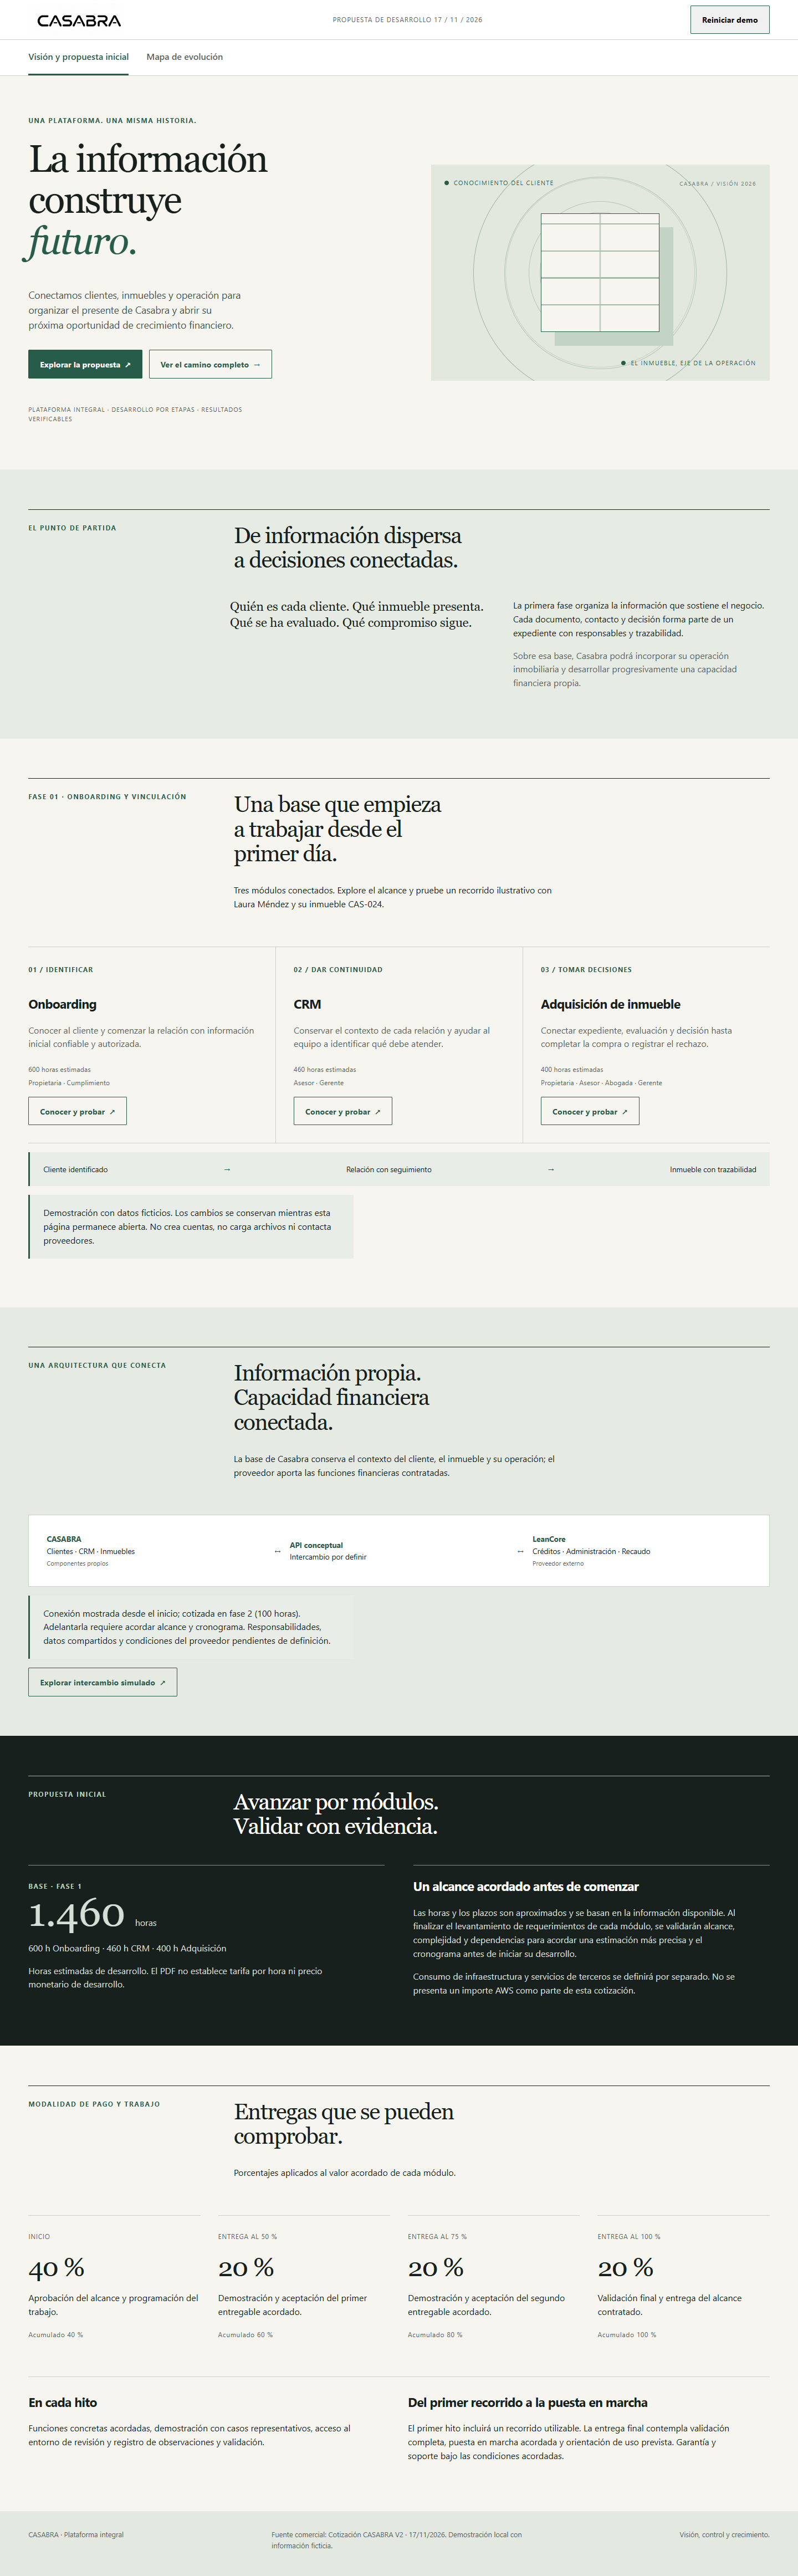 CASABRA
PROPUESTA DE DESARROLLO 17 / 11 / 2026
Reiniciar demo
Visión y propuesta inicial
Mapa de evolución
UNA PLATAFORMA. UNA MISMA HISTORIA.
La información
construye
futuro.
Conectamos clientes, inmuebles y operación para
organizar el presente de Casabra y abrir su
próxima oportunidad de crecimiento financiero.
Explorar la propuesta ↗
Ver el camino completo →
PLATAFORMA INTEGRAL · DESARROLLO POR ETAPAS · RESULTADOS
VERIFICABLES
CONOCIMIENTO DEL CLIENTE
CASABRA / VISIÓN 2026
EL INMUEBLE, EJE DE LA OPERACIÓN
EL PUNTO DE PARTIDA
De información dispersa
a decisiones conectadas.
Quién es cada cliente. Qué inmueble presenta.
Qué se ha evaluado. Qué compromiso sigue.
La primera fase organiza la información que sostiene el negocio.
Cada documento, contacto y decisión forma parte de un
expediente con responsables y trazabilidad.
Sobre esa base, Casabra podrá incorporar su operación
inmobiliaria y desarrollar progresivamente una capacidad
financiera propia.
FASE 01 · ONBOARDING Y VINCULACIÓN
Una base que empieza
a trabajar desde el
primer día.
Tres módulos conectados. Explore el alcance y pruebe un recorrido ilustrativo con
Laura Méndez y su inmueble CAS-024.
01 / IDENTIFICAR
Onboarding
Conocer al cliente y comenzar la relación con información
inicial confiable y autorizada.
600 horas estimadas
Propietaria · Cumplimiento
Conocer y probar ↗
02 / DAR CONTINUIDAD
CRM
Conservar el contexto de cada relación y ayudar al
equipo a identificar qué debe atender.
460 horas estimadas
Asesor · Gerente
Conocer y probar ↗
03 / TOMAR DECISIONES
Adquisición de inmueble
Conectar expediente, evaluación y decisión hasta
completar la compra o registrar el rechazo.
400 horas estimadas
Propietaria · Asesor · Abogada · Gerente
Conocer y probar ↗
Cliente identificado → Relación con seguimiento → Inmueble con trazabilidad
Demostración con datos ficticios. Los cambios se conservan mientras esta
página permanece abierta. No crea cuentas, no carga archivos ni contacta
proveedores.
UNA ARQUITECTURA QUE CONECTA
Información propia.
Capacidad financiera
conectada.
La base de Casabra conserva el contexto del cliente, el inmueble y su operación; el
proveedor aporta las funciones financieras contratadas.
CASABRA
Clientes · CRM · Inmuebles
Componentes propios
↔
API conceptual
Intercambio por definir
↔
LeanCore
Créditos · Administración · Recaudo
Proveedor externo
Conexión mostrada desde el inicio; cotizada en fase 2 (100 horas).
Adelantarla requiere acordar alcance y cronograma. Responsabilidades,
datos compartidos y condiciones del proveedor pendientes de definición.
Explorar intercambio simulado ↗
PROPUESTA INICIAL
Avanzar por módulos.
Validar con evidencia.
BASE · FASE 1
1.460 horas
600 h Onboarding · 460 h CRM · 400 h Adquisición
Horas estimadas de desarrollo. El PDF no establece tarifa por hora ni precio
monetario de desarrollo.
Un alcance acordado antes de comenzar
Las horas y los plazos son aproximados y se basan en la información disponible. Al
finalizar el levantamiento de requerimientos de cada módulo, se validarán alcance,
complejidad y dependencias para acordar una estimación más precisa y el
cronograma antes de iniciar su desarrollo.
Consumo de infraestructura y servicios de terceros se definirá por separado. No se
presenta un importe AWS como parte de esta cotización.
MODALIDAD DE PAGO Y TRABAJO
Entregas que se pueden
comprobar.
Porcentajes aplicados al valor acordado de cada módulo.
INICIO
40 %
Aprobación del alcance y programación del
trabajo.
Acumulado 40 %
ENTREGA AL 50 %
20 %
Demostración y aceptación del primer
entregable acordado.
Acumulado 60 %
ENTREGA AL 75 %
20 %
Demostración y aceptación del segundo
entregable acordado.
Acumulado 80 %
ENTREGA AL 100 %
20 %
Validación final y entrega del alcance
contratado.
Acumulado 100 %
En cada hito
Funciones concretas acordadas, demostración con casos representativos, acceso al
entorno de revisión y registro de observaciones y validación.
Del primer recorrido a la puesta en marcha
El primer hito incluirá un recorrido utilizable. La entrega final contempla validación
completa, puesta en marcha acordada y orientación de uso prevista. Garantía y
soporte bajo las condiciones acordadas.
CASABRA · Plataforma integral
Fuente comercial: Cotización CASABRA V2 · 17/11/2026. Demostración local con
información ficticia.
Visión, control y crecimiento.